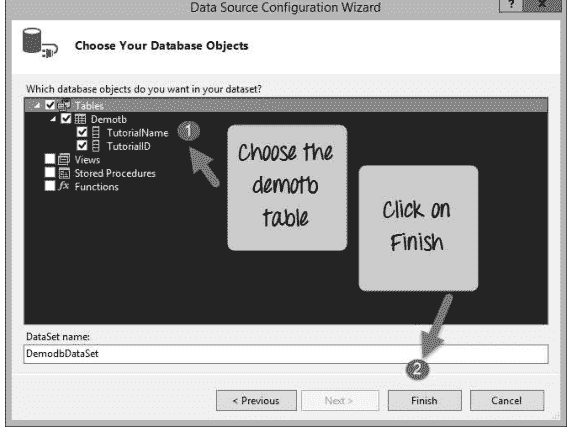 Data Source Configuration Wizard
?
Choose Your Database Objects
Which database objects do you want in your dataset?
Tables
Demotb
TutorialName
TutorialID
Views
Stored Procedures
fx Functions
1
Choose the
demotb
table
Click on
Finish
DataSet name:
DemodbDataSet
2
< Previous
Next >
Finish
Cancel